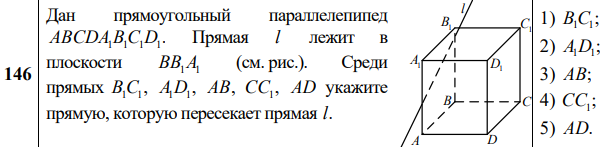 146
Дан прямоугольный параллелепипед
ABCDA₁B₁C₁D₁. Прямая l лежит в
плоскости BB₁A₁ (см. рис.). Среди
прямых B₁C₁, A₁D₁, AB, CC₁, AD укажите
прямую, которую пересекает прямая l.
l
B₁
C₁
A₁
D₁
B
C
A
D
1) B₁C₁;
2) A₁D₁;
3) AB;
4) CC₁;
5) AD.